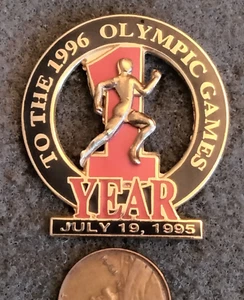 TO THE 1996 OLYMPIC GAMES
1
YEAR
JULY 19, 1995